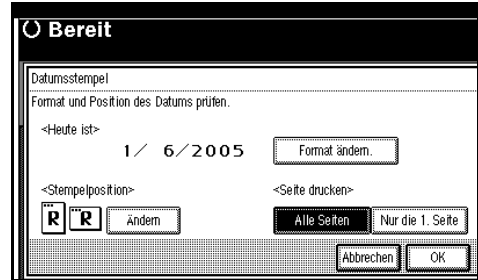 Bereit
Datumsstempel
Format und Position des Datums prüfen.
<Heute ist>
1/ 6/2005 Format ändern.
<Stempelposition> <Seite drucken>
R R Ändern Alle Seiten Nur die 1. Seite
Abbrechen OK